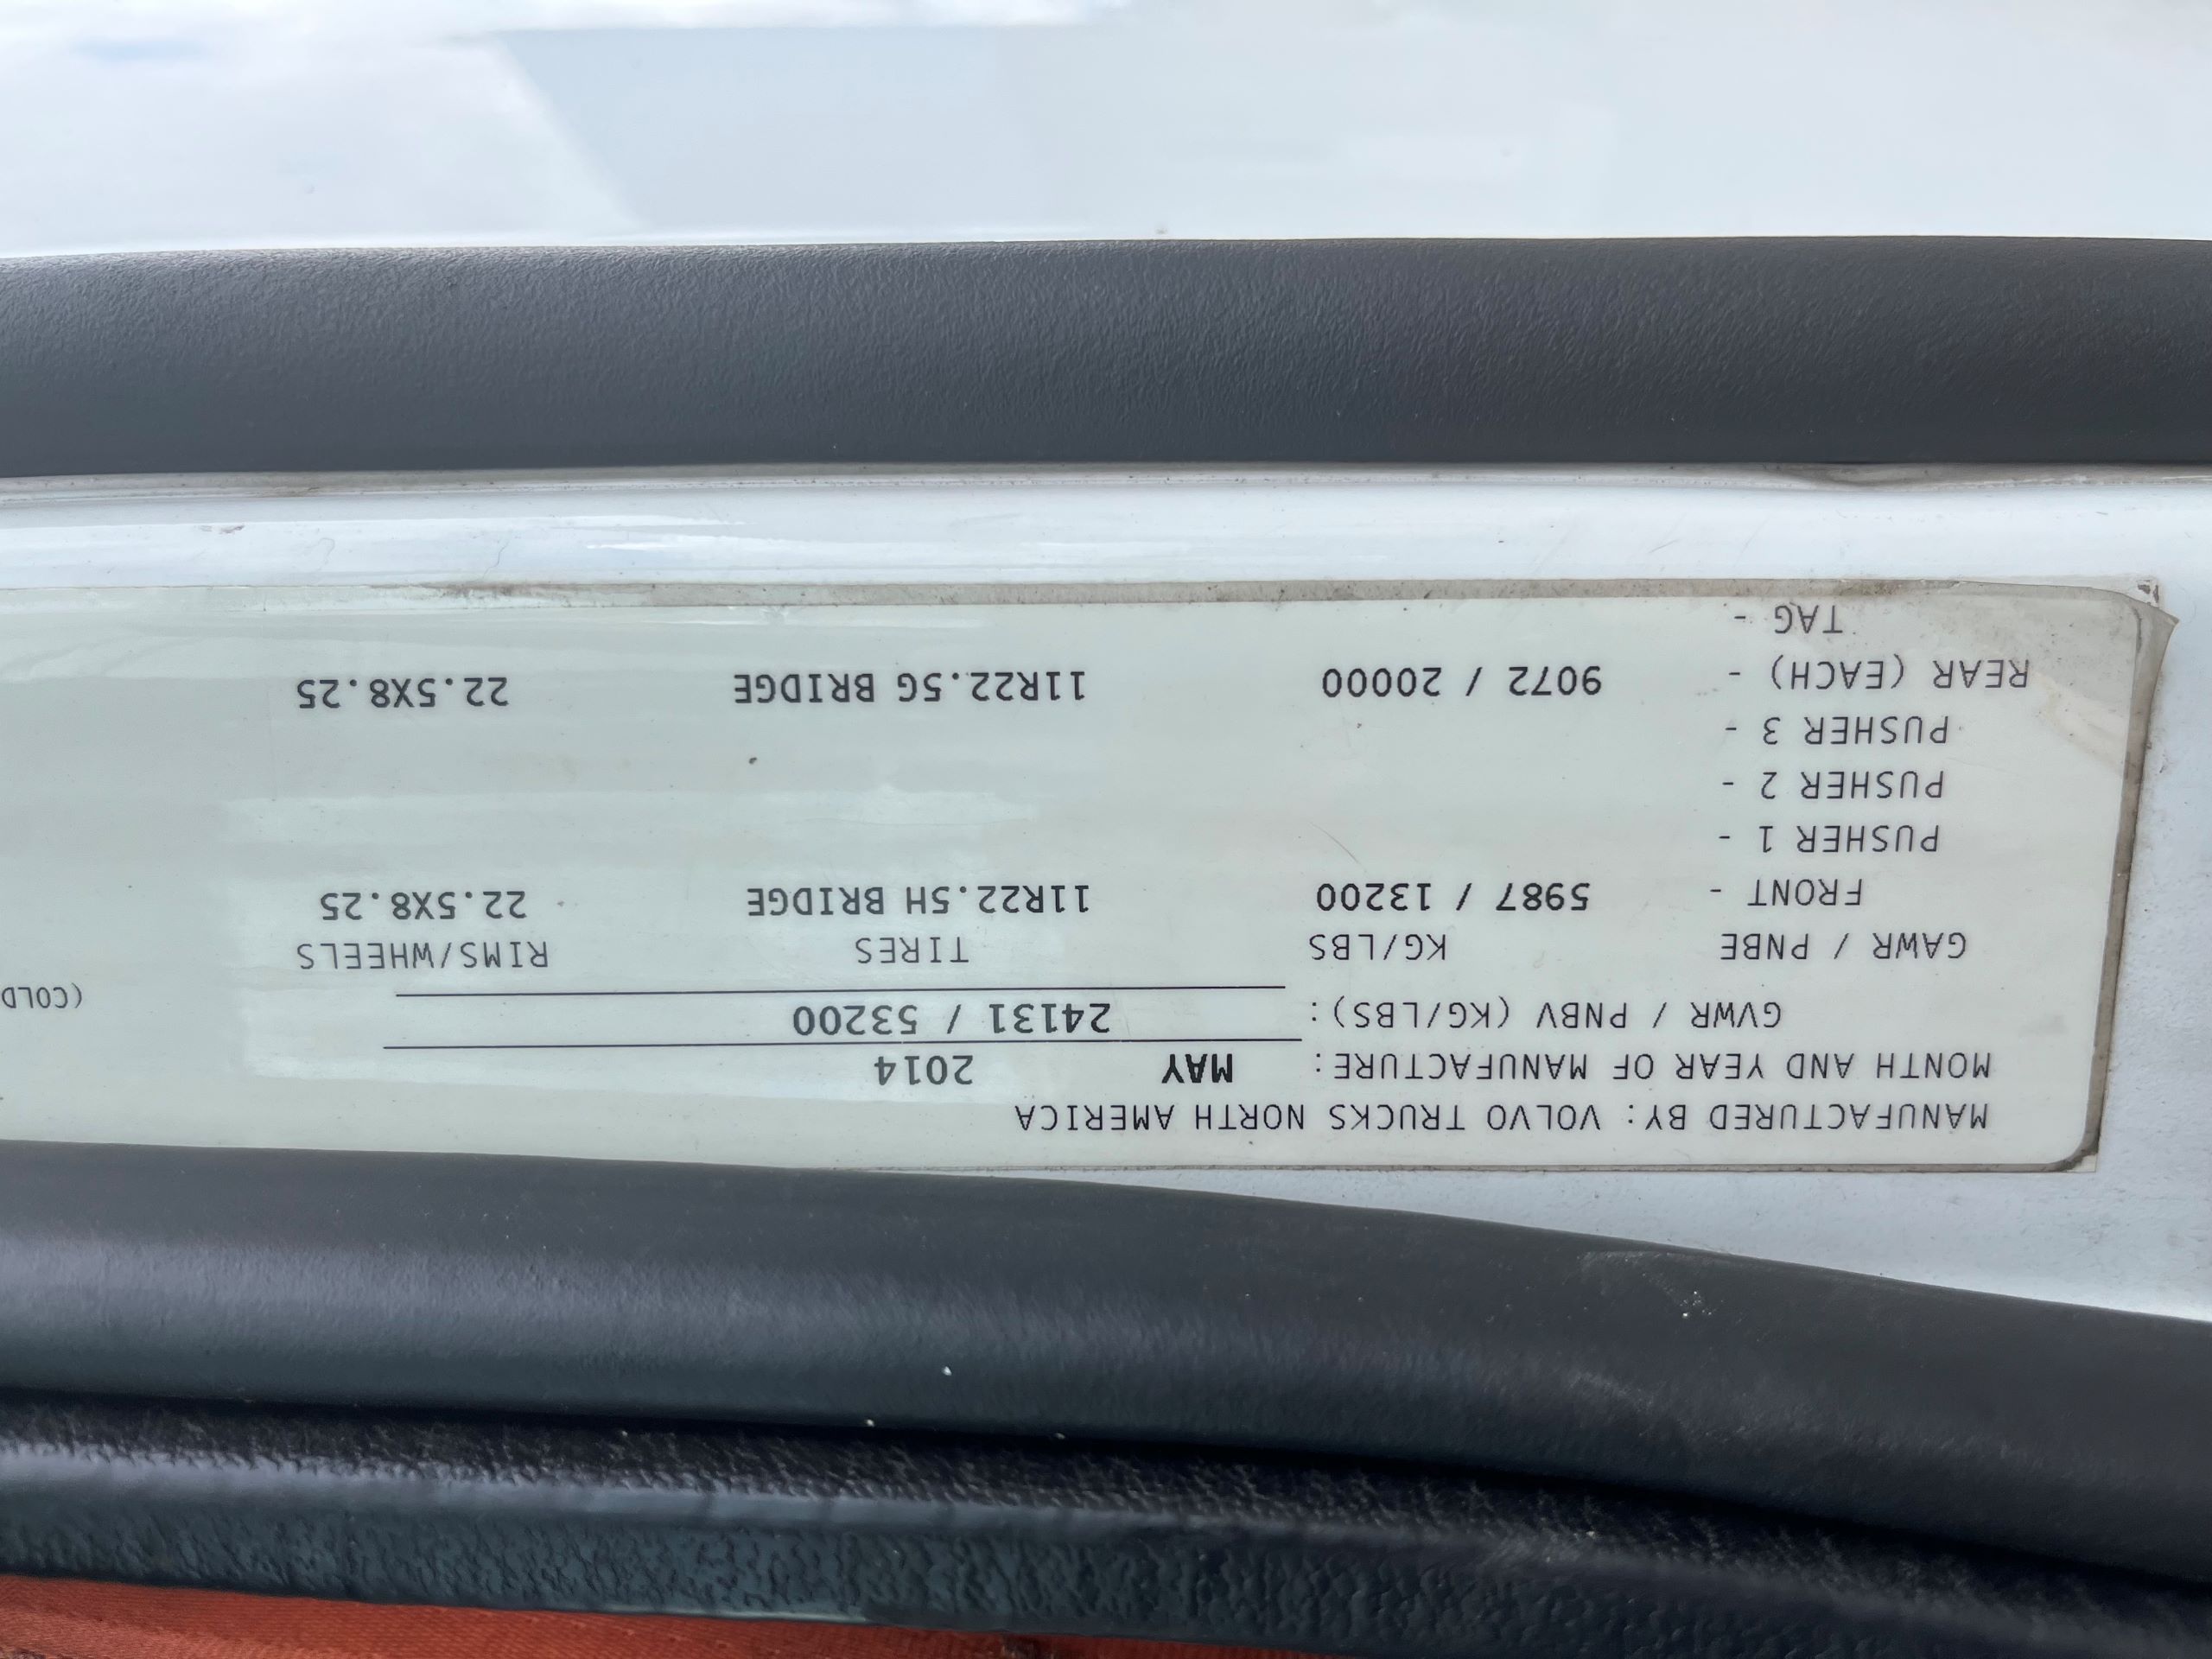 MANUFACTURED BY: VOLVO TRUCKS NORTH AMERICA
MONTH AND YEAR OF MANUFACTURE: MAY 2014
GVWR / PNBV (KG/LBS): 24131 / 53200
(COLD
GAWR / PNBE KG/LBS TIRES RIMS/WHEELS
FRONT - 5987 / 13200 11R22.5H BRIDGE 22.5X8.25
PUSHER 1 -
PUSHER 2 -
PUSHER 3 -
REAR (EACH) - 9072 / 20000 11R22.5G BRIDGE 22.5X8.25
TAG -